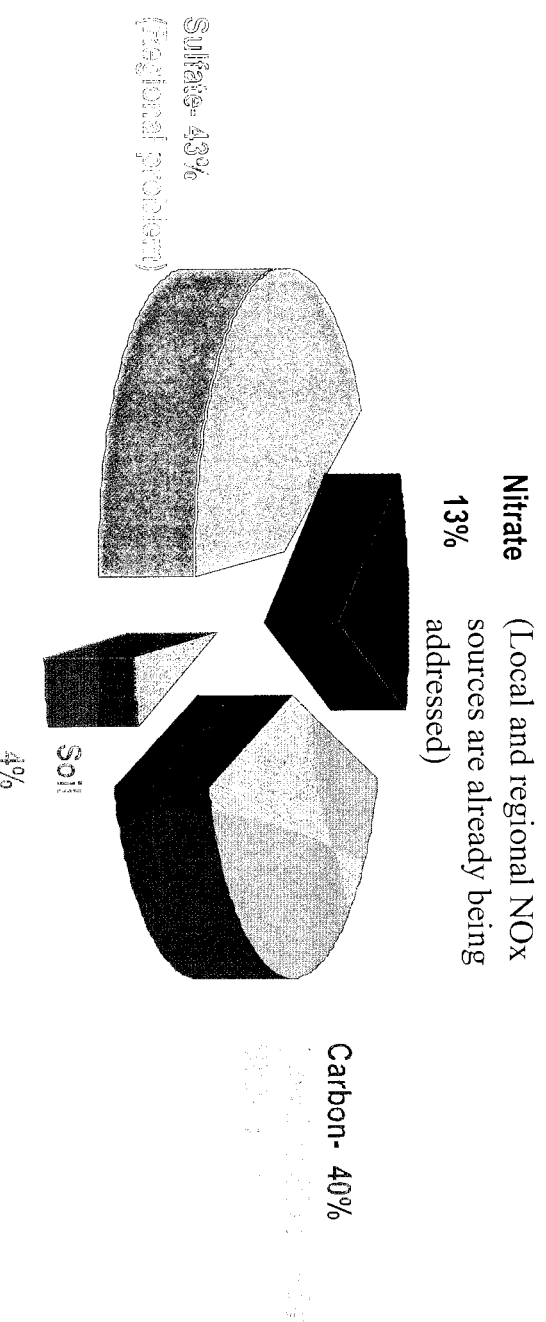 Nitrate
13%
(Local and regional NOx
sources are already being
addressed)
Sulfate- 43%
(Regional problem)
Carbon- 40%
Soil
4%